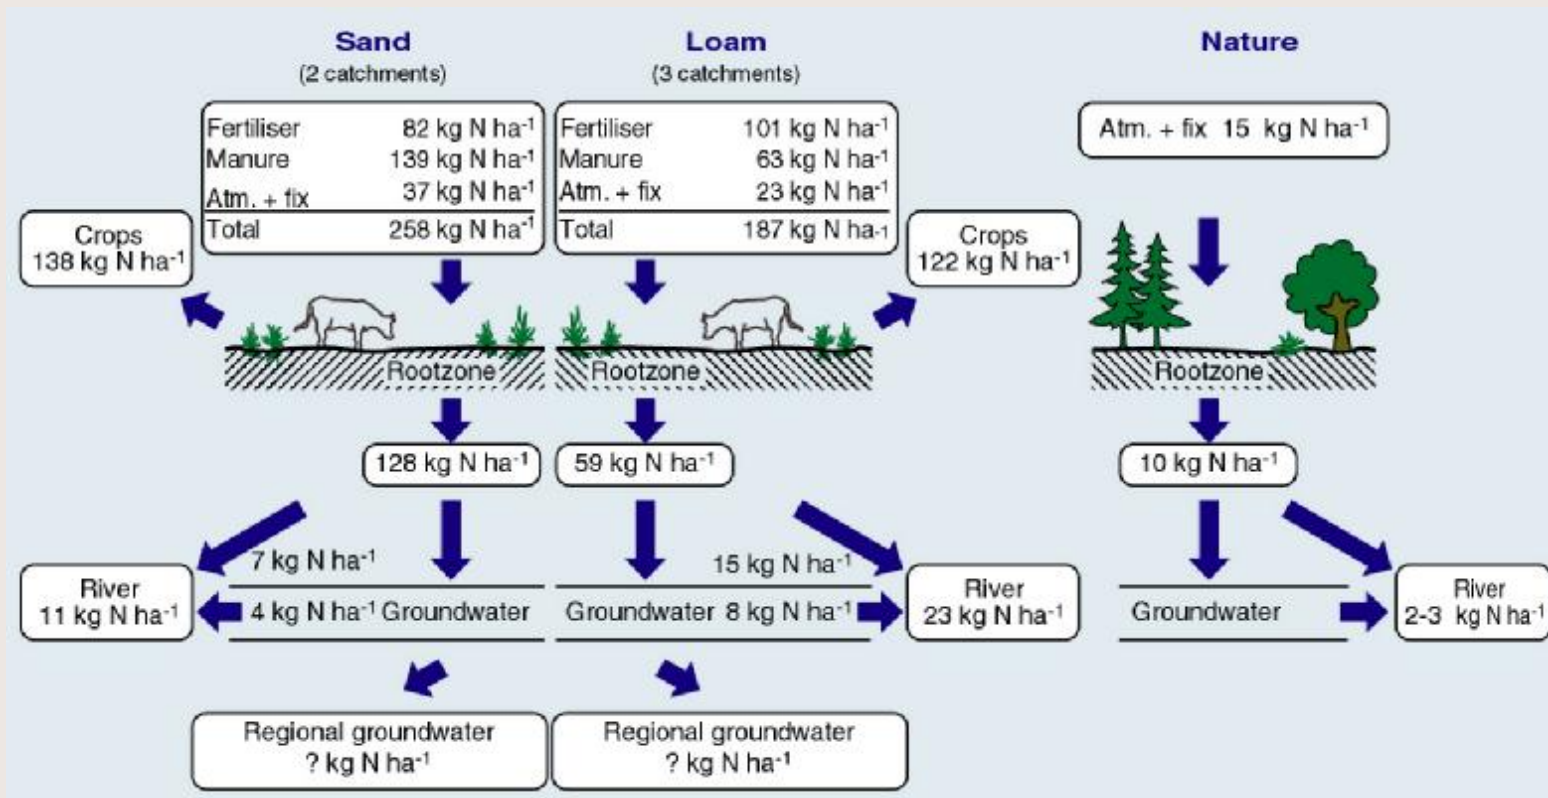 Sand
(2 catchments)
Loam
(3 catchments)
Nature
Fertiliser 82 kg N ha⁻¹
Manure 139 kg N ha⁻¹
Atm. + fix 37 kg N ha⁻¹
Total 258 kg N ha⁻¹
Fertiliser 101 kg N ha⁻¹
Manure 63 kg N ha⁻¹
Atm. + fix 23 kg N ha⁻¹
Total 187 kg N ha-1
Atm. + fix 15 kg N ha⁻¹
Crops
138 kg N ha⁻¹
Crops
122 kg N ha⁻¹
Rootzone
Rootzone
Rootzone
128 kg N ha⁻¹
59 kg N ha⁻¹
10 kg N ha⁻¹
7 kg N ha⁻¹
15 kg N ha⁻¹
River
11 kg N ha⁻¹
4 kg N ha⁻¹ Groundwater
Groundwater 8 kg N ha⁻¹
River
23 kg N ha⁻¹
Groundwater
River
2-3 kg N ha⁻¹
Regional groundwater
? kg N ha⁻¹
Regional groundwater
? kg N ha⁻¹